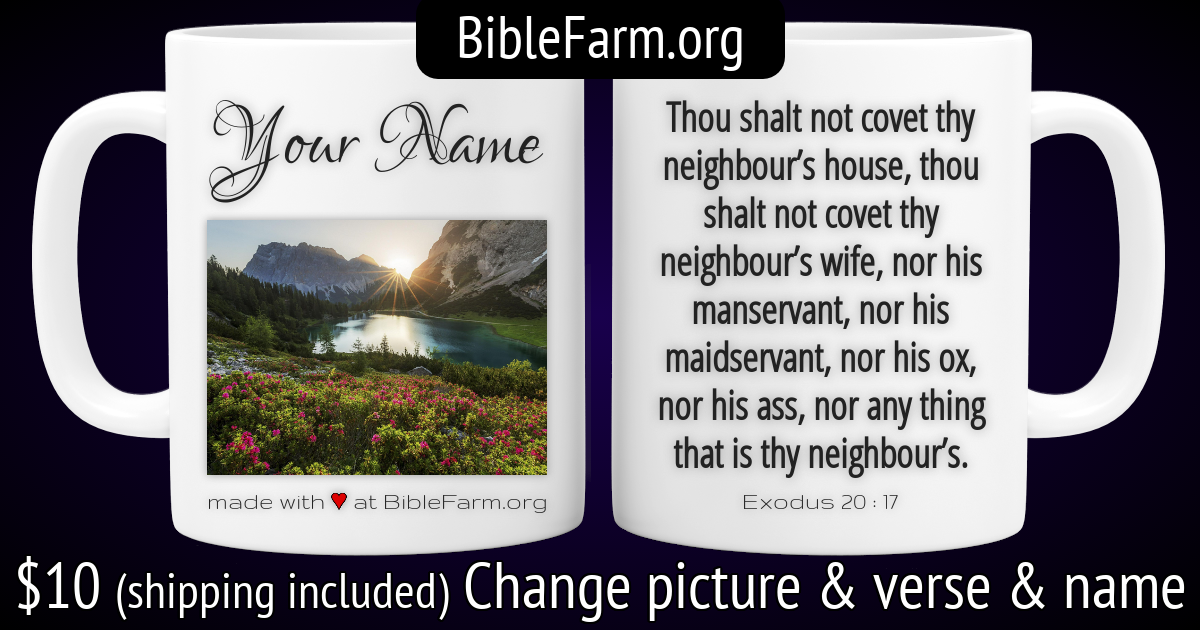 BibleFarm.org
Your Name
made with ♥ at BibleFarm.org
Thou shalt not covet thy
neighbour’s house, thou
shalt not covet thy
neighbour’s wife, nor his
manservant, nor his
maidservant, nor his ox,
nor his ass, nor any thing
that is thy neighbour’s.
Exodus 20 : 17
$10 (shipping included) Change picture & verse & name